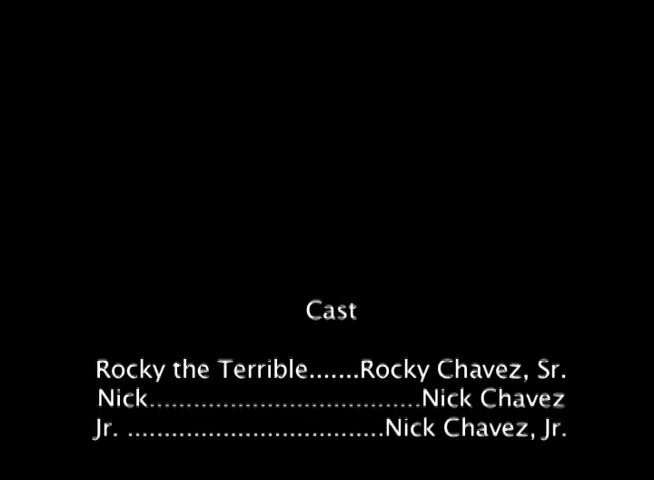 Cast
Rocky the Terrible.......Rocky Chavez, Sr.
Nick.....................................Nick Chavez
Jr. ...................................Nick Chavez, Jr.